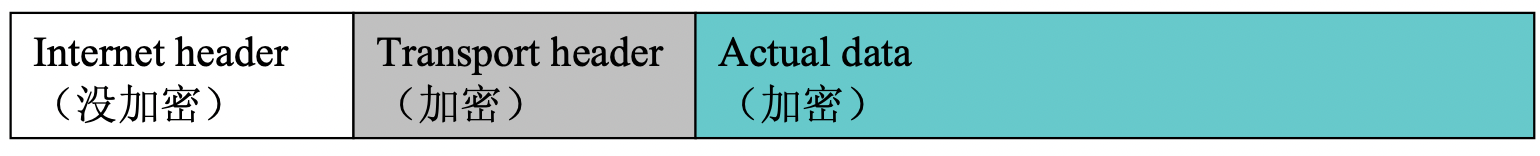 Internet header
（没加密）
Transport header
（加密）
Actual data
（加密）